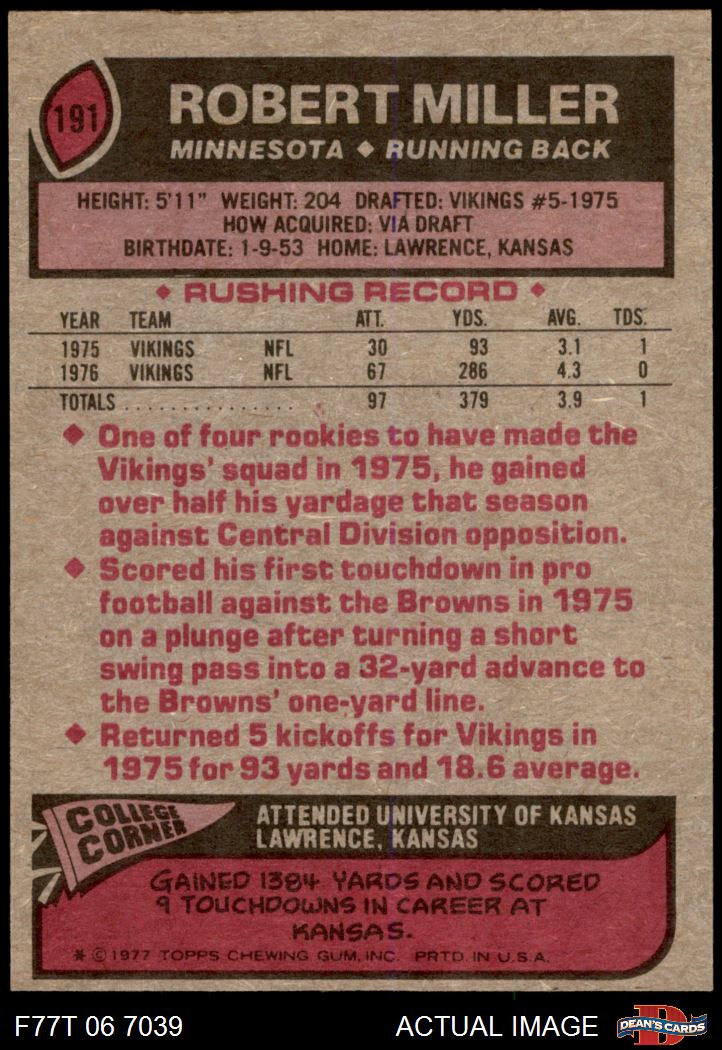 191
ROBERT MILLER
MINNESOTA ◆ RUNNING BACK
HEIGHT: 5'11" WEIGHT: 204 DRAFTED: VIKINGS #5-1975
HOW ACQUIRED: VIA DRAFT
BIRTHDATE: 1-9-53 HOME: LAWRENCE, KANSAS
◆ RUSHING RECORD ◆
YEAR TEAM ATT. YDS. AVG. TDS.
1975 VIKINGS NFL 30 93 3.1 1
1976 VIKINGS NFL 67 286 4.3 0
TOTALS ................ 97 379 3.9 1
◆ One of four rookies to have made the
Vikings' squad in 1975, he gained
over half his yardage that season
against Central Division opposition.
◆ Scored his first touchdown in pro
football against the Browns in 1975
on a plunge after turning a short
swing pass into a 32-yard advance to
the Browns' one-yard line.
◆ Returned 5 kickoffs for Vikings in
1975 for 93 yards and 18.6 average.
COLLEGE
CORNER
ATTENDED UNIVERSITY OF KANSAS
LAWRENCE, KANSAS
GAINED 1384 YARDS AND SCORED
9 TOUCHDOWNS IN CAREER AT
KANSAS.
* © 1977 TOPPS CHEWING GUM, INC. PRTD. IN U.S.A.
F77T 06 7039 ACTUAL IMAGE
D
DEAN'S CARDS